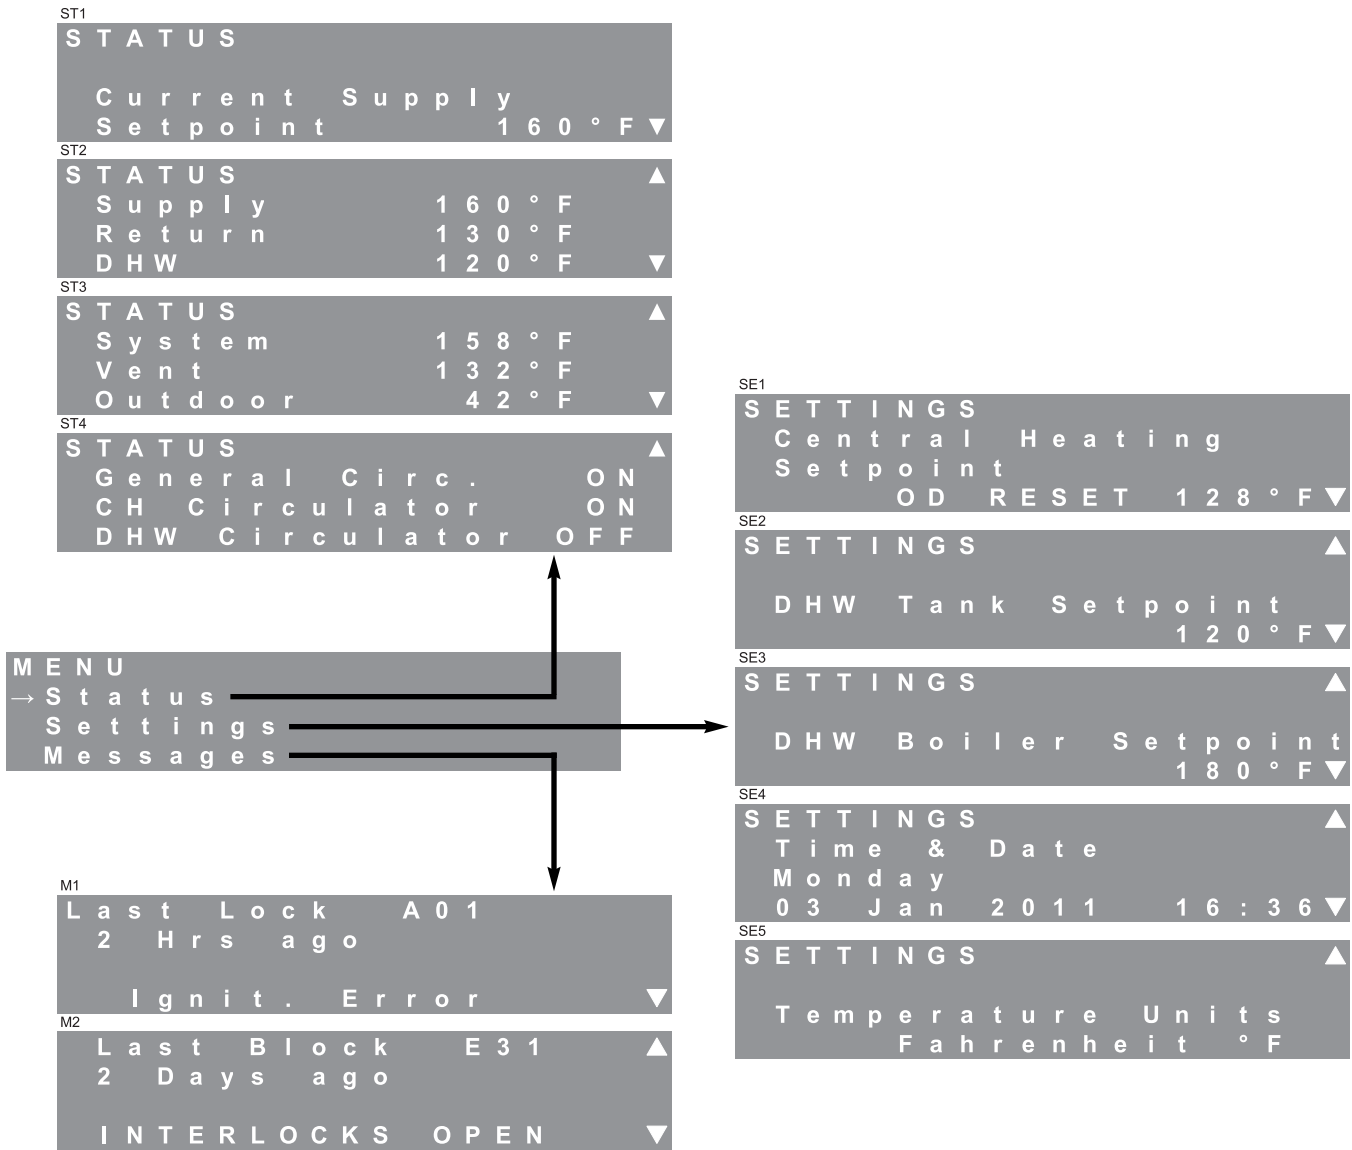 ST1
STATUS
Current Supply
Setpoint 160°F▼
ST2
STATUS ▲
Supply 160°F
Return 130°F
DHW 120°F ▼
ST3
STATUS ▲
System 158°F
Vent 132°F
Outdoor 42°F ▼
ST4
STATUS ▲
General Circ. ON
CH Circulator ON
DHW Circulator OFF
MENU
→Status
Settings
Messages
M1
Last Lock A01
2 Hrs ago
Ignit. Error ▼
M2
Last Block E31 ▲
2 Days ago
INTERLOCKS OPEN ▼
SE1
SETTINGS
Central Heating
Setpoint
OD RESET 128°F▼
SE2
SETTINGS ▲
DHW Tank Setpoint
120°F▼
SE3
SETTINGS ▲
DHW Boiler Setpoint
180°F▼
SE4
SETTINGS ▲
Time & Date
Monday
03 Jan 2011 16:36▼
SE5
SETTINGS ▲
Temperature Units
Fahrenheit °F